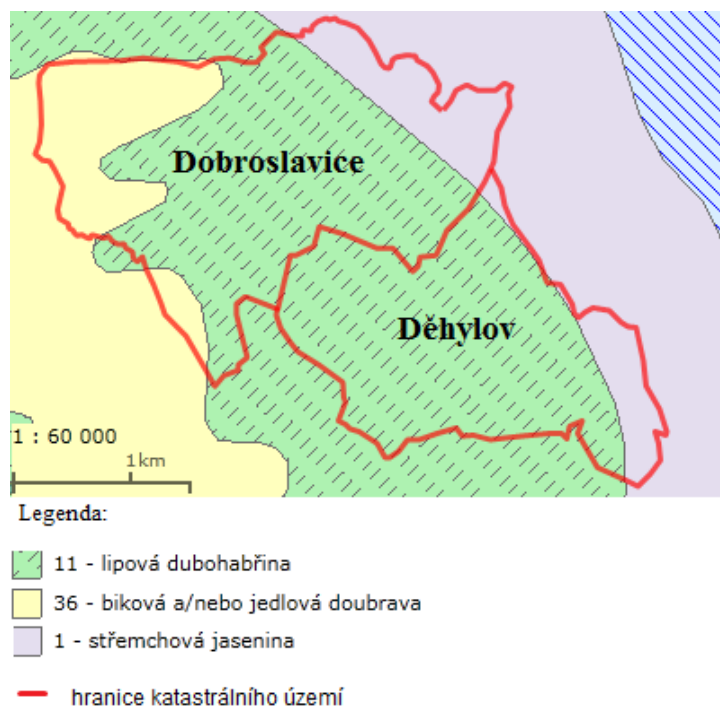 Dobroslavice
Děhylov
1 : 60 000
1km
Legenda:
11 - lipová dubohabřina
36 - biková a/nebo jedlová doubrava
1 - střemchová jasenina
hranice katastrálního území